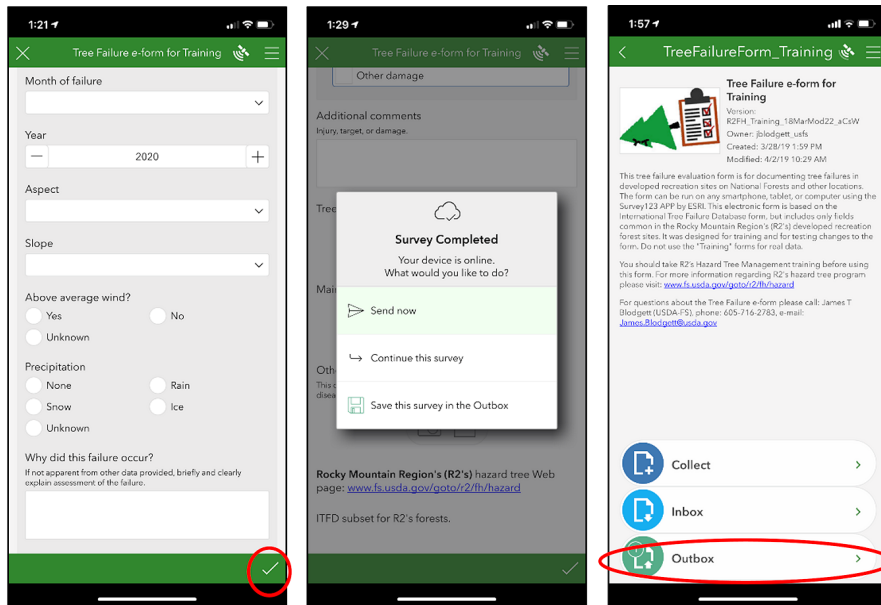 1:21
Tree Failure e-form for Training
Month of failure
Year
2020
Aspect
Slope
Above average wind?
Yes
No
Unknown
Precipitation
None
Rain
Snow
Ice
Unknown
Why did this failure occur?
If not apparent from other data provided, briefly and clearly
explain assessment of the failure.
1:29
Tree Failure e-form for Training
Other damage
Additional comments
Injury, target, or damage.
Tree
Survey Completed
Your device is online.
What would you like to do?
Send now
Continue this survey
Save this survey in the Outbox
Mai
Oth
This c
disea
Rocky Mountain Region's (R2's) hazard tree Web
page: www.fs.usda.gov/goto/r2/fh/hazard
ITFD subset for R2's forests.
1:57
TreeFailureForm_Training
Tree Failure e-form for
Training
Version:
R2FH_Training_18MarMod22_aCsW
Owner: jblodgett_usfs
Created: 3/28/19 1:59 PM
Modified: 4/2/19 10:29 AM
This tree failure evaluation form is for documenting tree failures in
developed recreation sites on National Forests and other locations.
The form can be run on any smartphone, tablet, or computer using the
Survey123 APP by ESRI. This electronic form is based on the
International Tree Failure Database form, but includes only fields
common in the Rocky Mountain Region's (R2's) developed recreation
forest sites. It was designed for training and for testing changes to the
form. Do not use the "Training" forms for real data.
You should take R2's Hazard Tree Management training before using
this form. For more information regarding R2's hazard tree program
please visit: www.fs.usda.gov/goto/r2/fh/hazard
For questions about the Tree Failure e-form please call: James T
Blodgett (USDA-FS), phone: 605-716-2783, e-mail:
James.Blodgett@usda.gov
Collect
Inbox
Outbox